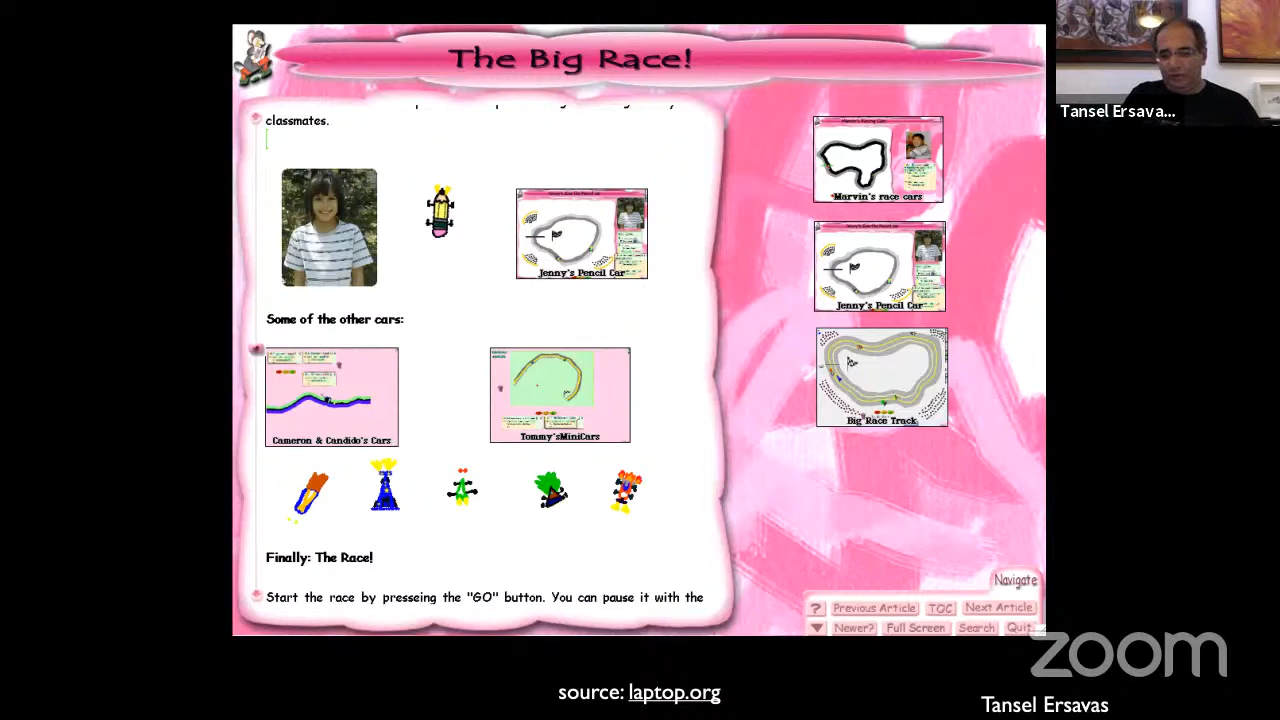 The Big Race!
classmates.
Jenny's Pencil Car
Some of the other cars:
Cameron & Candido's Cars
Tommy'sMiniCars
Finally: The Race!
Start the race by presseing the "GO" button. You can pause it with the
Marvin's race cars
Jenny's Pencil Car
Big Race Track
Navigate
? Previous Article TOC Next Article
Newer? Full Screen Search Quit
Tansel Ersava...
zoom
source: laptop.org
Tansel Ersavas